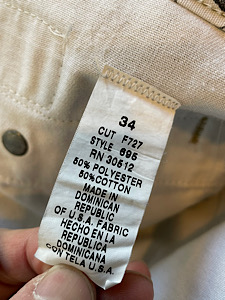 34
CUT F727
STYLE 695
RN 30512
50% POLYESTER
50%COTTON
MADE IN
DOMINICAN
REPUBLIC
OF U.S.A. FABRIC
HECHO EN LA
REPUBLICA
DOMINICANA
CON TELA U.S.A.